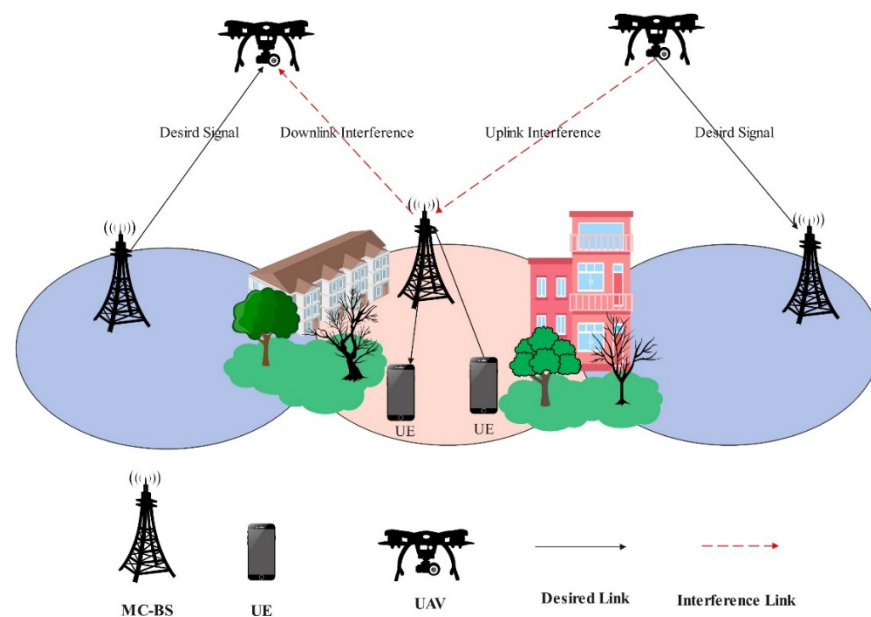 Desird Signal
Downlink Interference
Uplink Interference
Desird Signal
UE
UE
MC-BS
UE
UAV
Desired Link
Interference Link